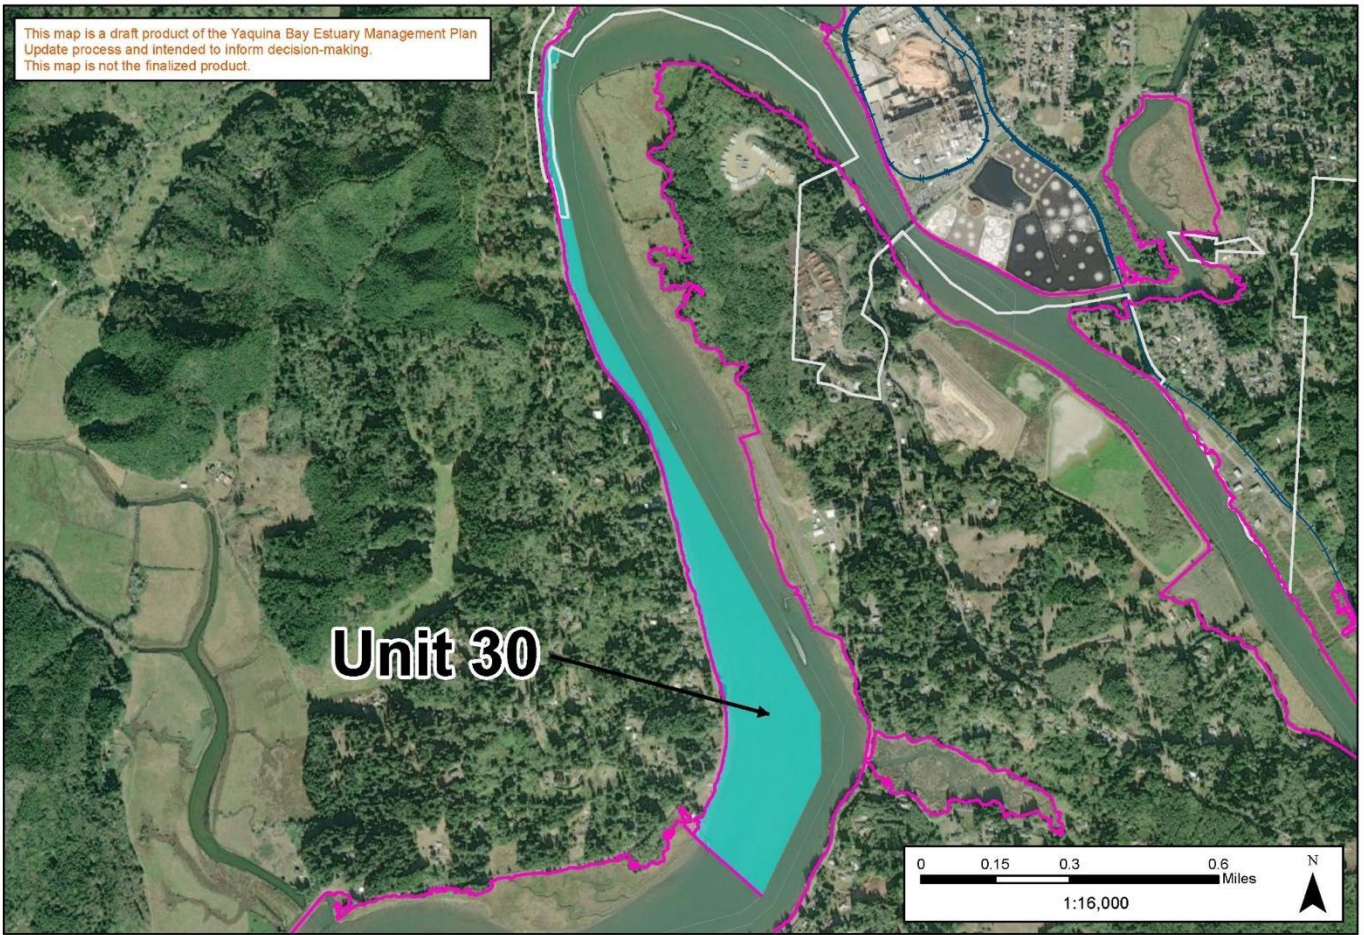 This map is a draft product of the Yaquina Bay Estuary Management Plan
Update process and intended to inform decision-making.
This map is not the finalized product.
Unit 30
0 0.15 0.3 0.6
Miles
1:16,000
N